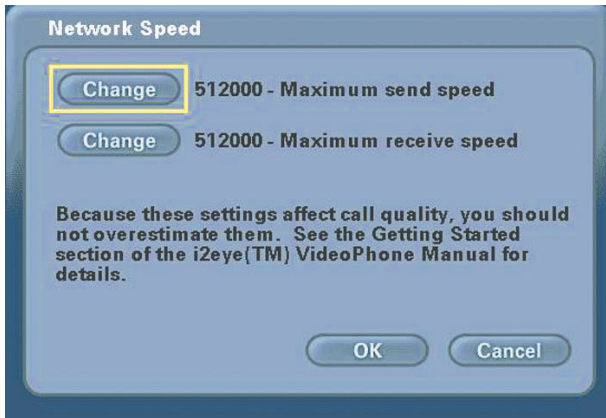 Network Speed
Change 512000 - Maximum send speed
Change 512000 - Maximum receive speed
Because these settings affect call quality, you should
not overestimate them. See the Getting Started
section of the i2eye(TM) VideoPhone Manual for
details.
OK Cancel